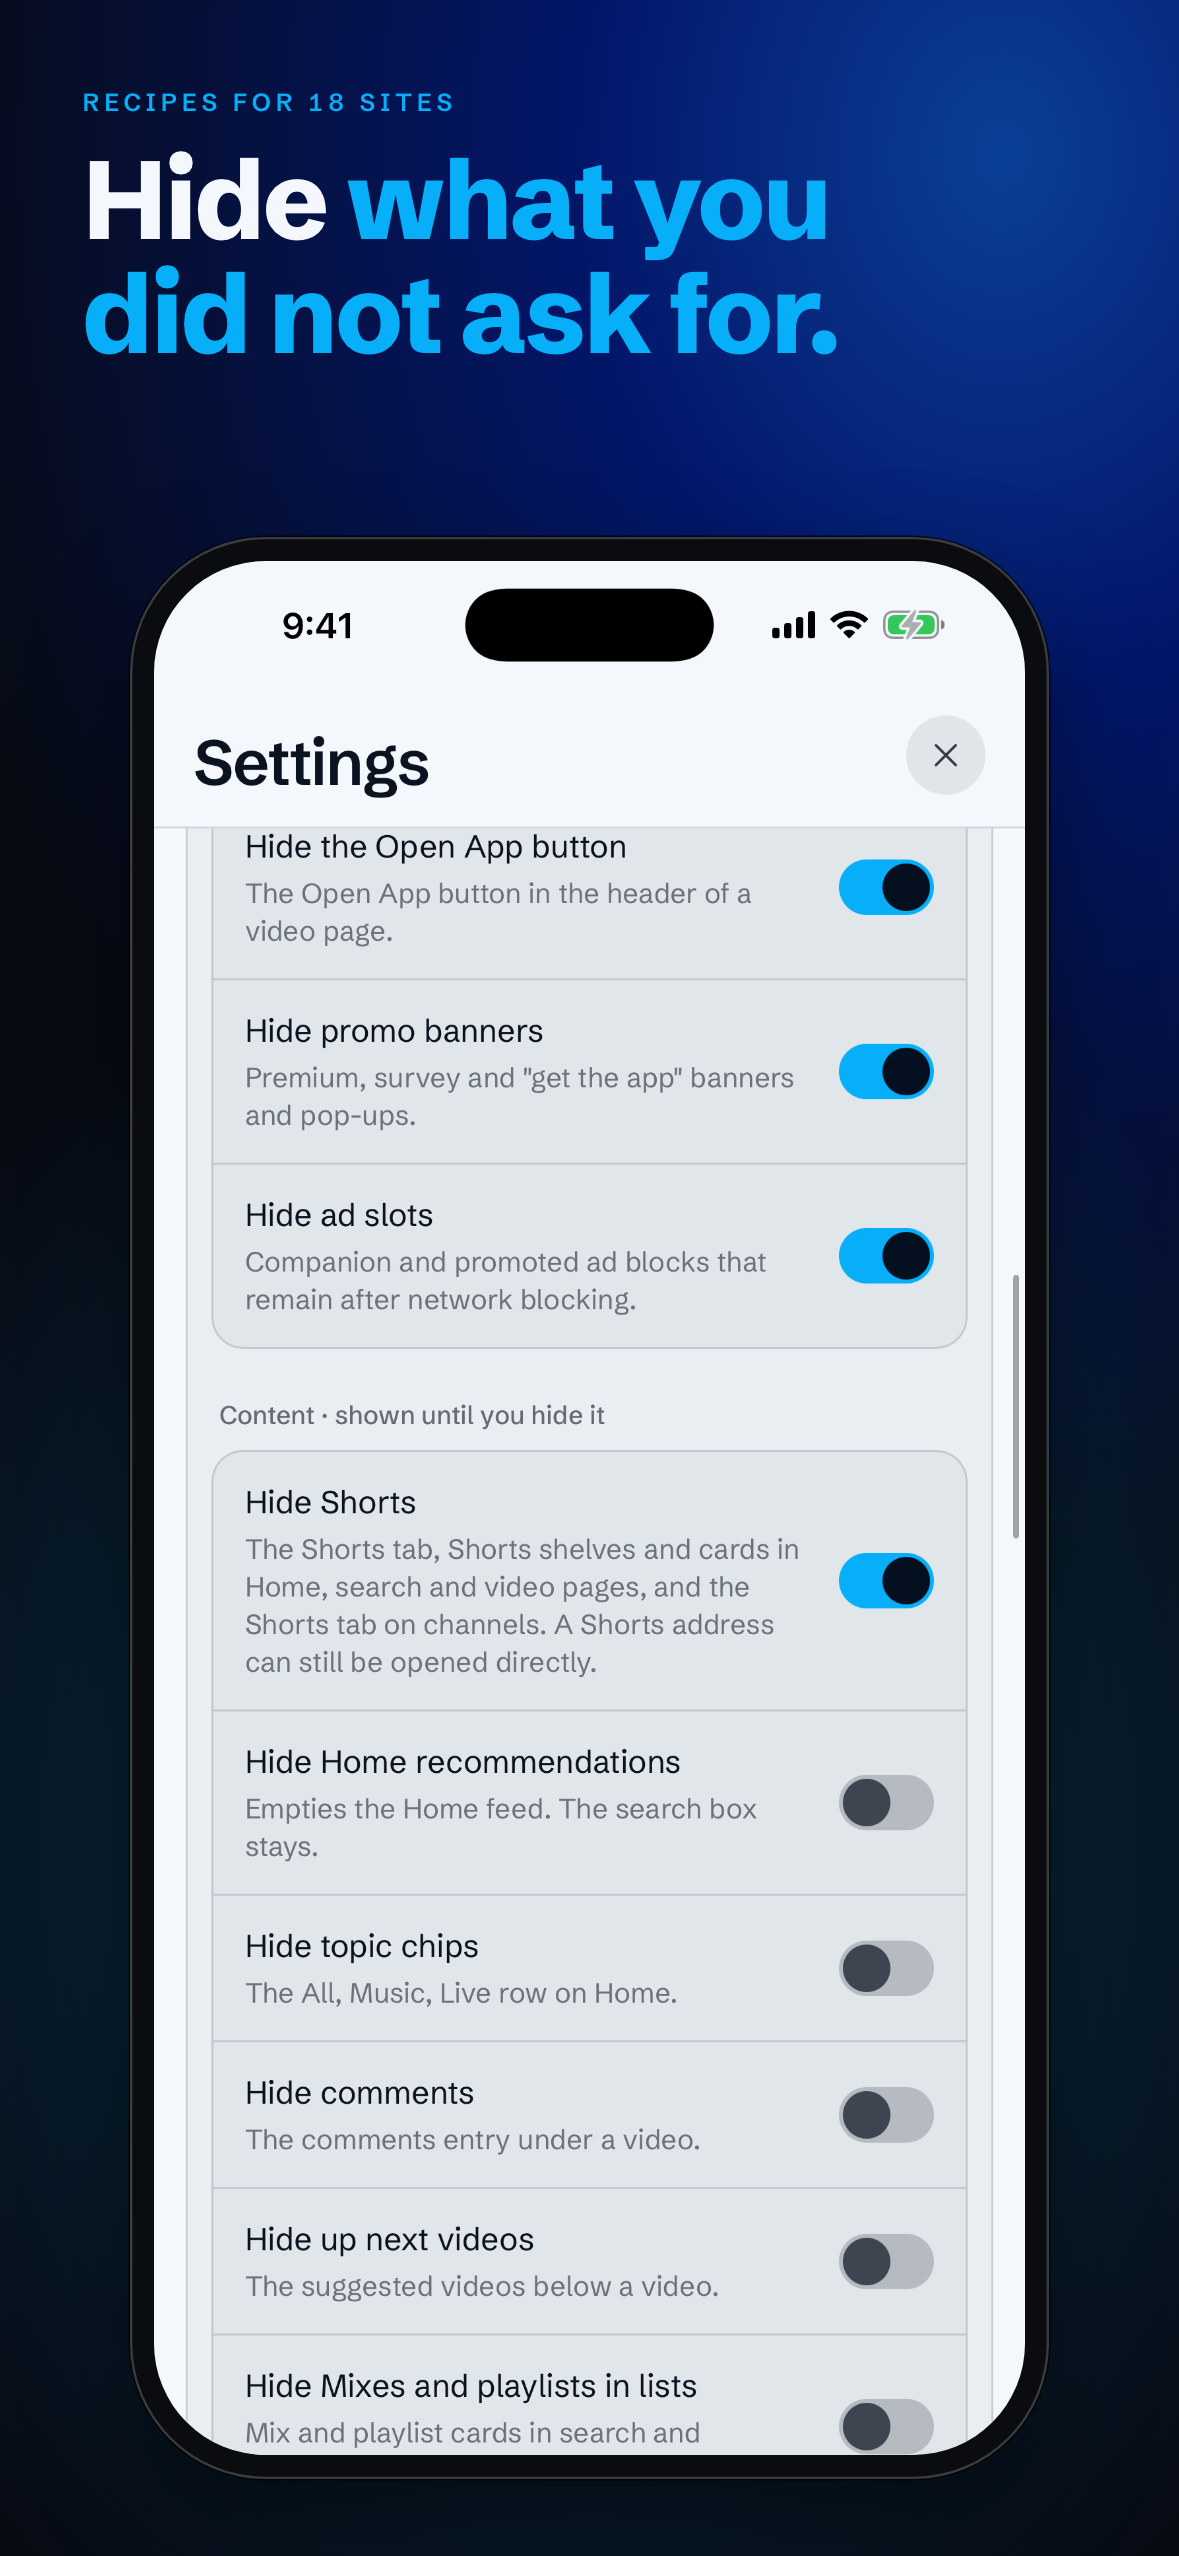 RECIPES FOR 18 SITES
Hide what you
did not ask for.
9:41
Settings
Hide the Open App button
The Open App button in the header of a
video page.
Hide promo banners
Premium, survey and "get the app" banners
and pop-ups.
Hide ad slots
Companion and promoted ad blocks that
remain after network blocking.
Content · shown until you hide it
Hide Shorts
The Shorts tab, Shorts shelves and cards in
Home, search and video pages, and the
Shorts tab on channels. A Shorts address
can still be opened directly.
Hide Home recommendations
Empties the Home feed. The search box
stays.
Hide topic chips
The All, Music, Live row on Home.
Hide comments
The comments entry under a video.
Hide up next videos
The suggested videos below a video.
Hide Mixes and playlists in lists
Mix and playlist cards in search and